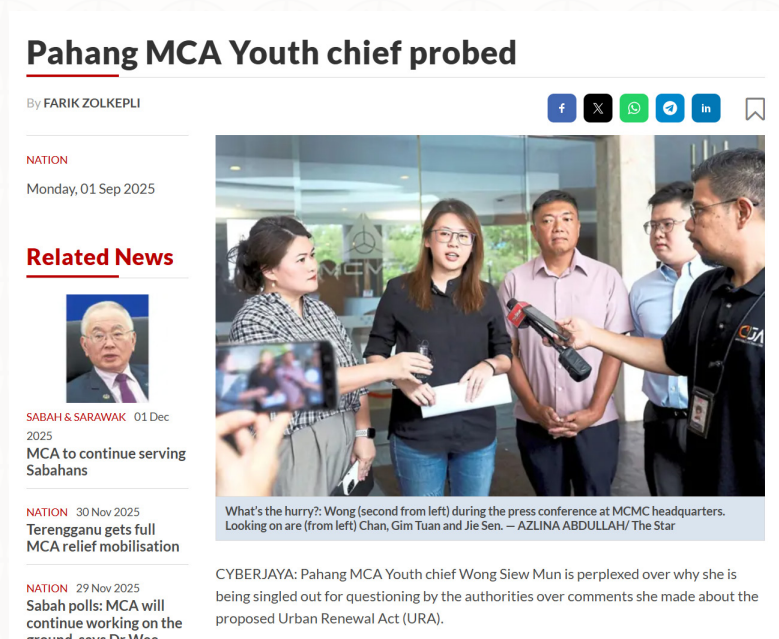 Pahang MCA Youth chief probed
By FARIK ZOLKEPLI
NATION
Monday, 01 Sep 2025
Related News
SABAH & SARAWAK 01 Dec
2025
MCA to continue serving
Sabahans
NATION 30 Nov 2025
Terengganu gets full
MCA relief mobilisation
NATION 29 Nov 2025
Sabah polls: MCA will
continue working on the
ground, says Dr Wee
MCMC
What's the hurry?: Wong (second from left) during the press conference at MCMC headquarters.
Looking on are (from left) Chan, Gim Tuan and Jie Sen. — AZLINA ABDULLAH/ The Star
CYBERJAYA: Pahang MCA Youth chief Wong Siew Mun is perplexed over why she is
being singled out for questioning by the authorities over comments she made about the
proposed Urban Renewal Act (URA).